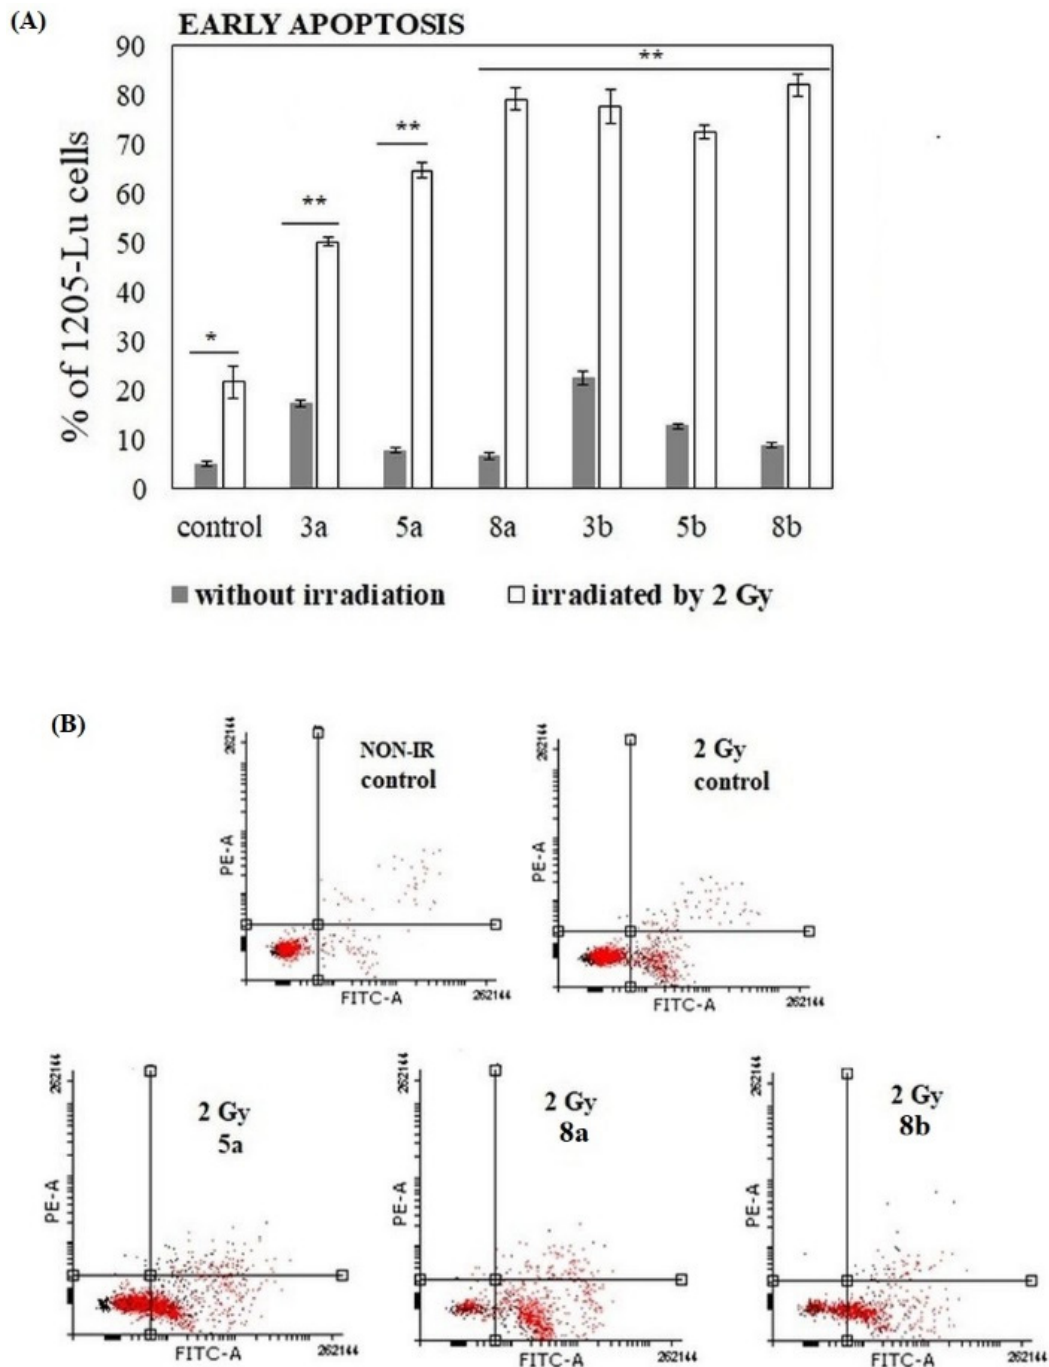 (A)
EARLY APOPTOSIS
% of 1205-Lu cells
90
80
70
60
50
40
30
20
10
0
*
**
**
**
control 3a 5a 8a 3b 5b 8b
without irradiation irradiated by 2 Gy
(B)
262144
PE-A
NON-IR
control
FITC-A 262144
262144
PE-A
2 Gy
control
FITC-A 262144
262144
PE-A
2 Gy
5a
FITC-A 262144
262144
PE-A
2 Gy
8a
FITC-A 262144
262144
PE-A
2 Gy
8b
FITC-A 262144